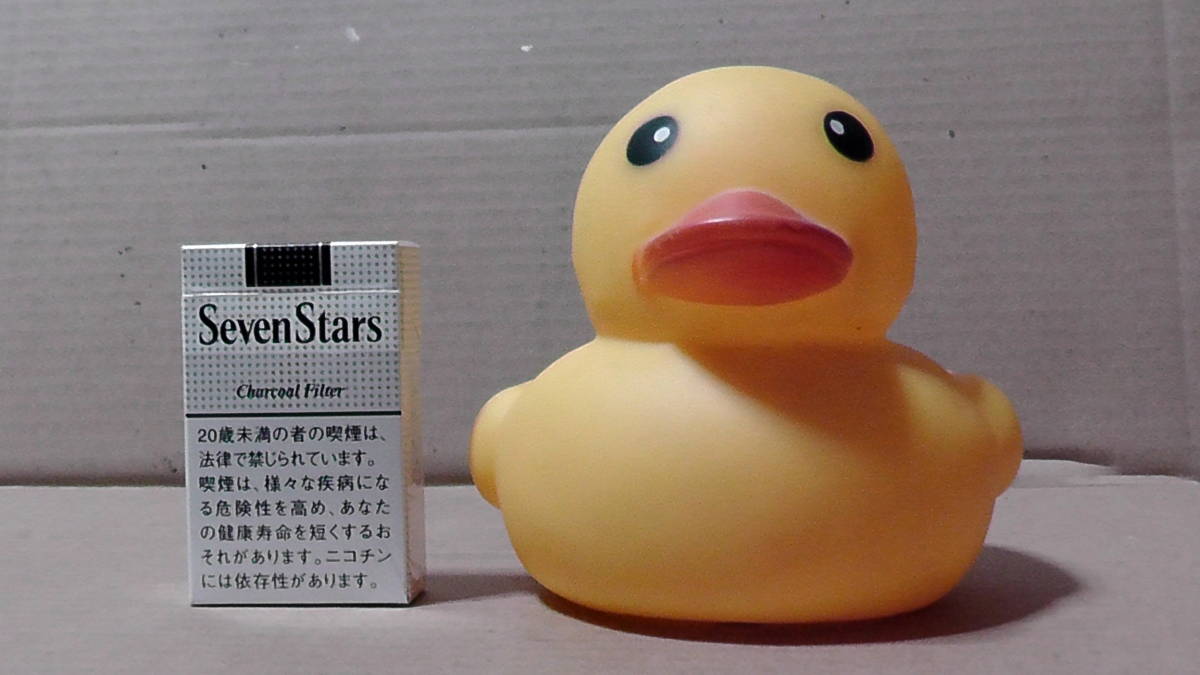 SevenStars
Charcoal Filter
20歳未満の者の喫煙は、
法律で禁じられています。
喫煙は、様々な疾病にな
る危険性を高め、あなた
の健康寿命を短くするお
それがあります。ニコチン
には依存性があります。